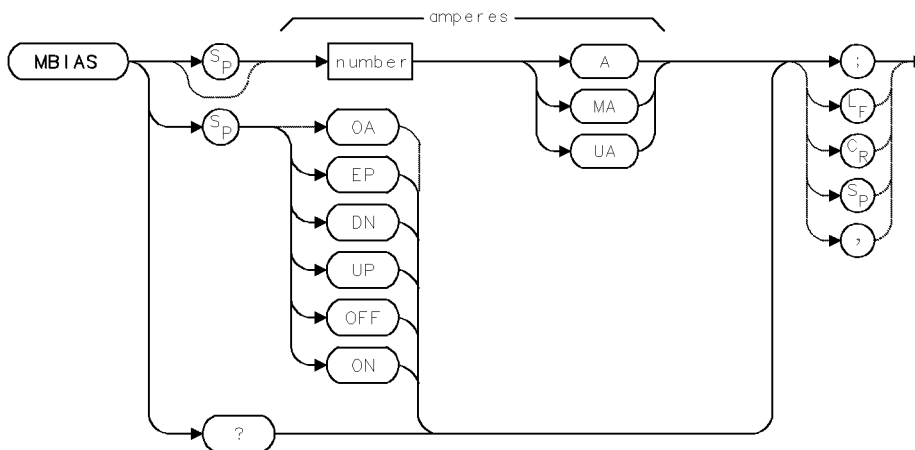 amperes
MBIAS
SP
number
A
;
MA
LF
UA
CR
SP
,
SP
OA
EP
DN
UP
OFF
ON
?